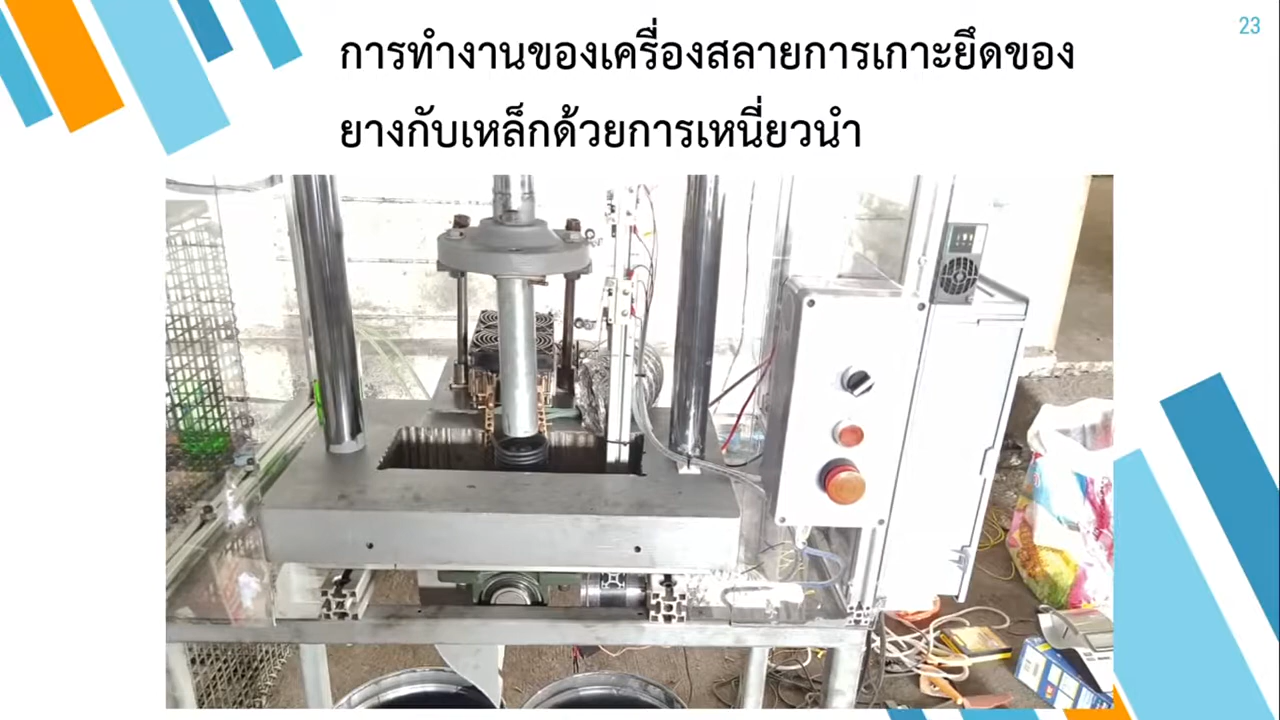 23
การทำงานของเครื่องสลายการเกาะยึดของ
ยางกับเหล็กด้วยการเหนี่ยวนำ